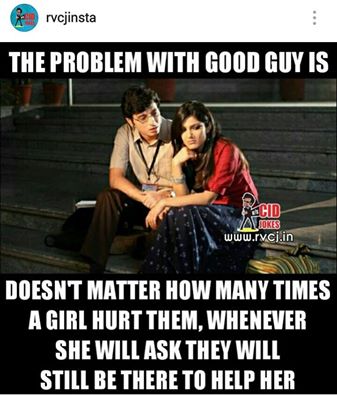 rvcjinsta
THE PROBLEM WITH GOOD GUY IS
CID
JOKES
www.rvcj.in
DOESN'T MATTER HOW MANY TIMES
A GIRL HURT THEM, WHENEVER
SHE WILL ASK THEY WILL
STILL BE THERE TO HELP HER